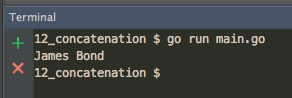 Terminal
12_concatenation $ go run main.go
James Bond
12_concatenation $